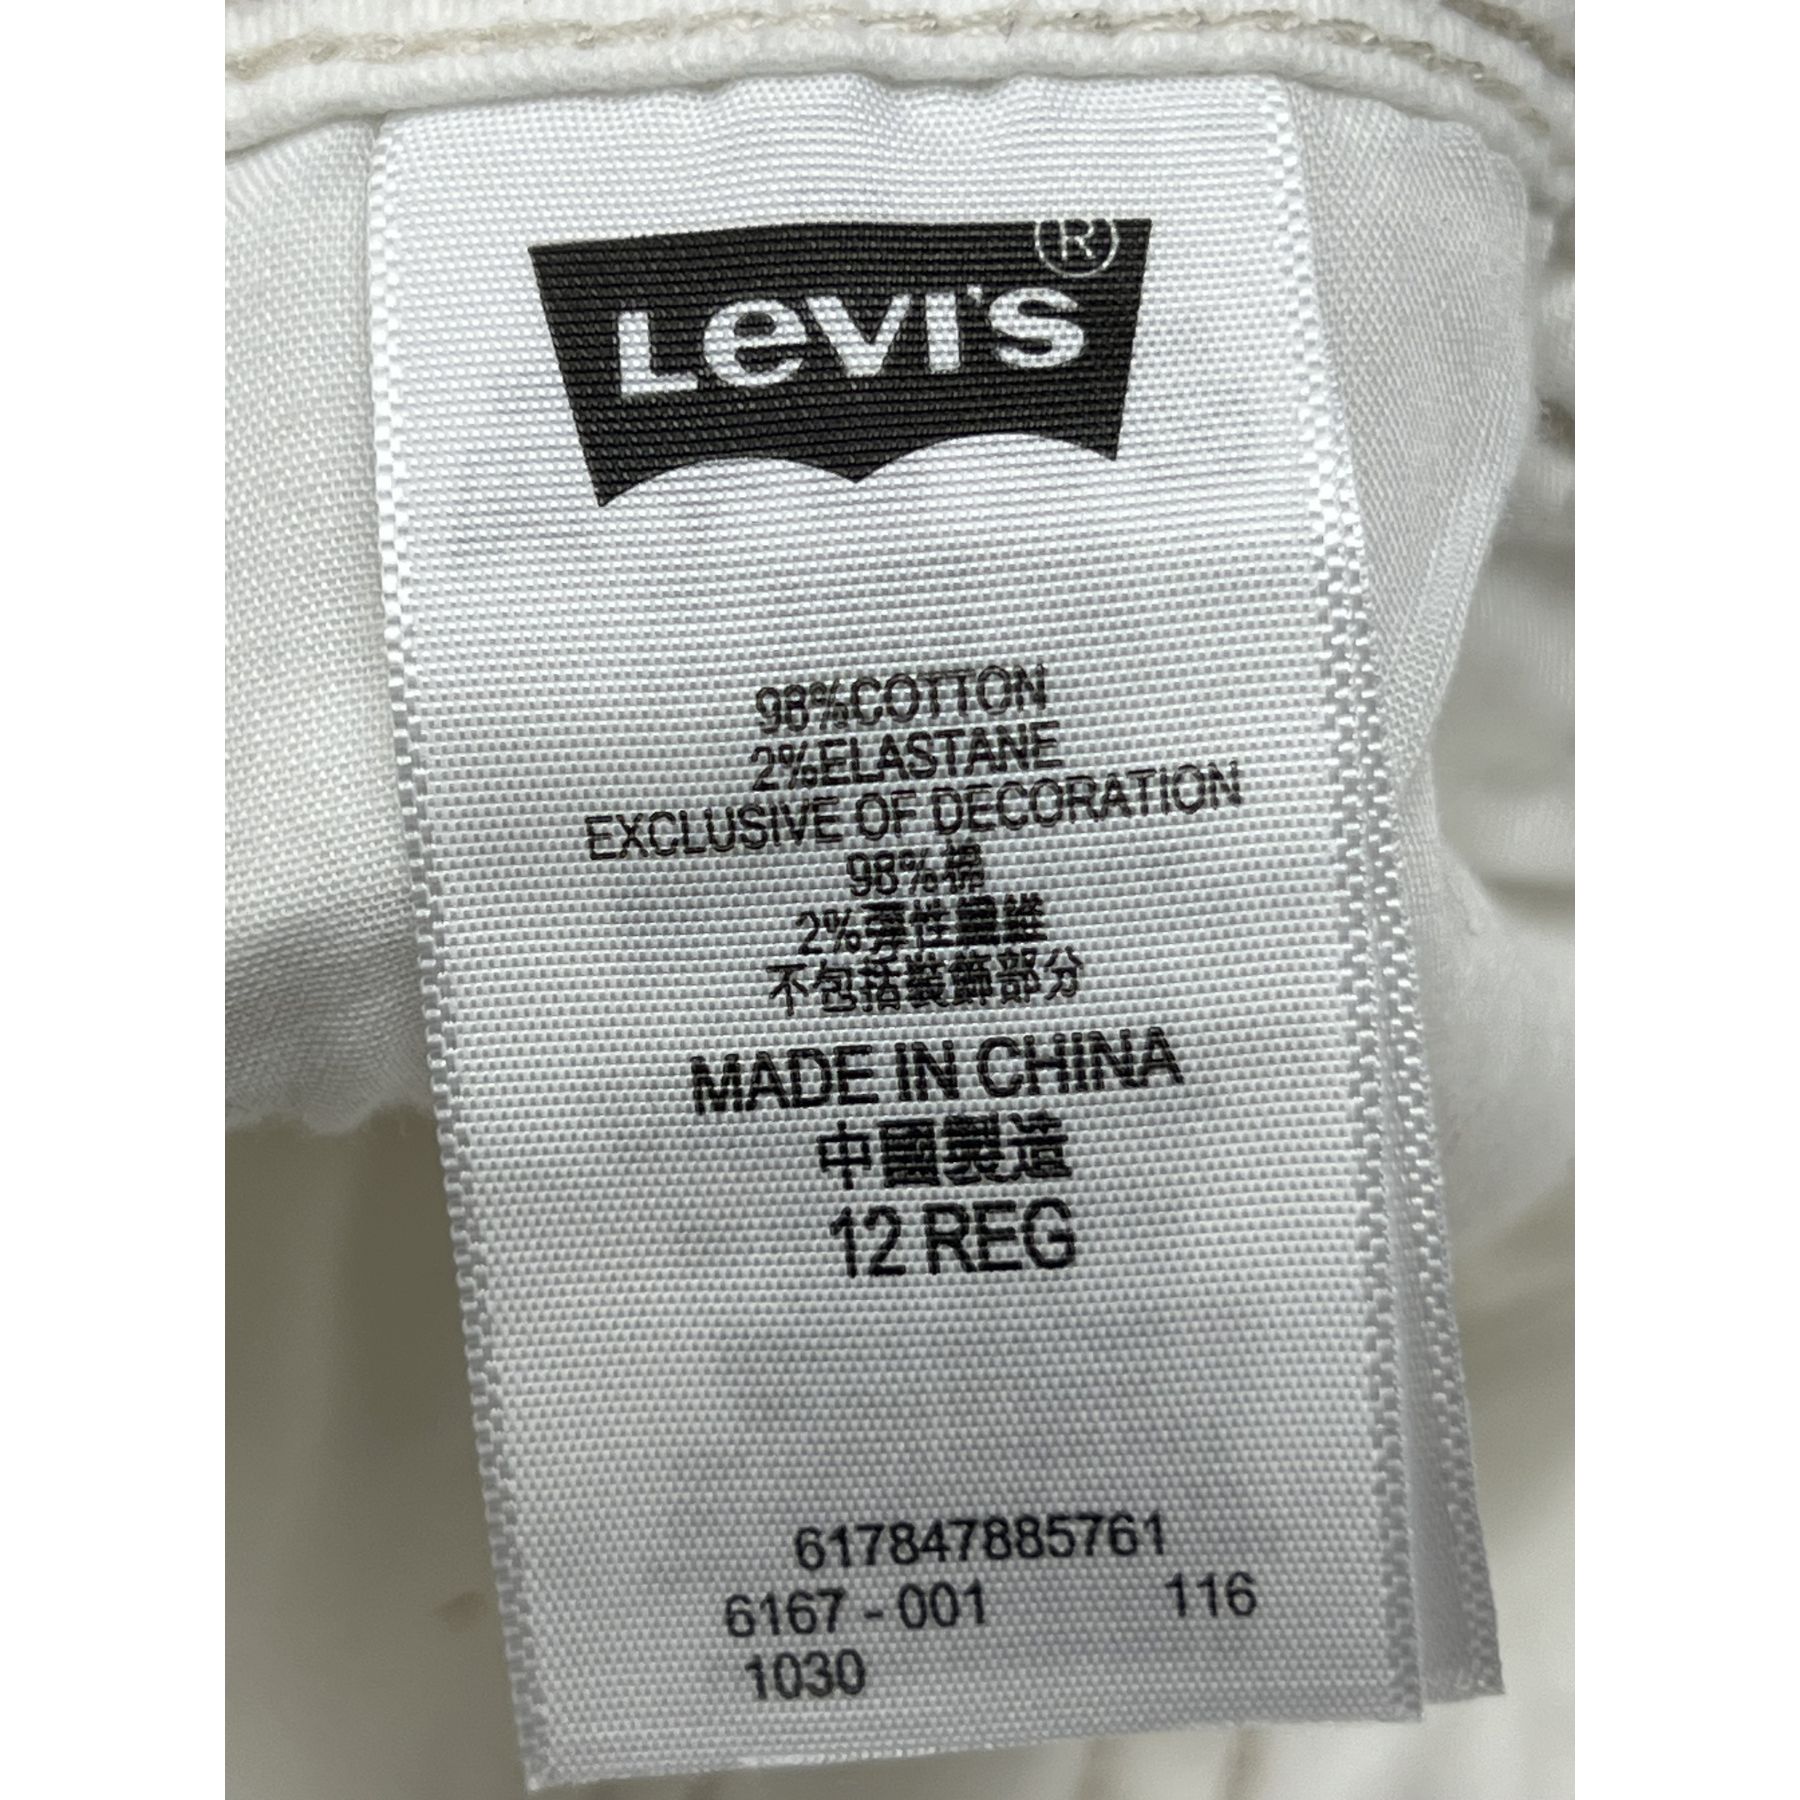 Levi's®
98%COTTON
2%ELASTANE
EXCLUSIVE OF DECORATION
98%棉
2%彈性纖維
不包括裝飾部分
MADE IN CHINA
中國製造
12 REG
617847885761
6167 - 001 116
1030